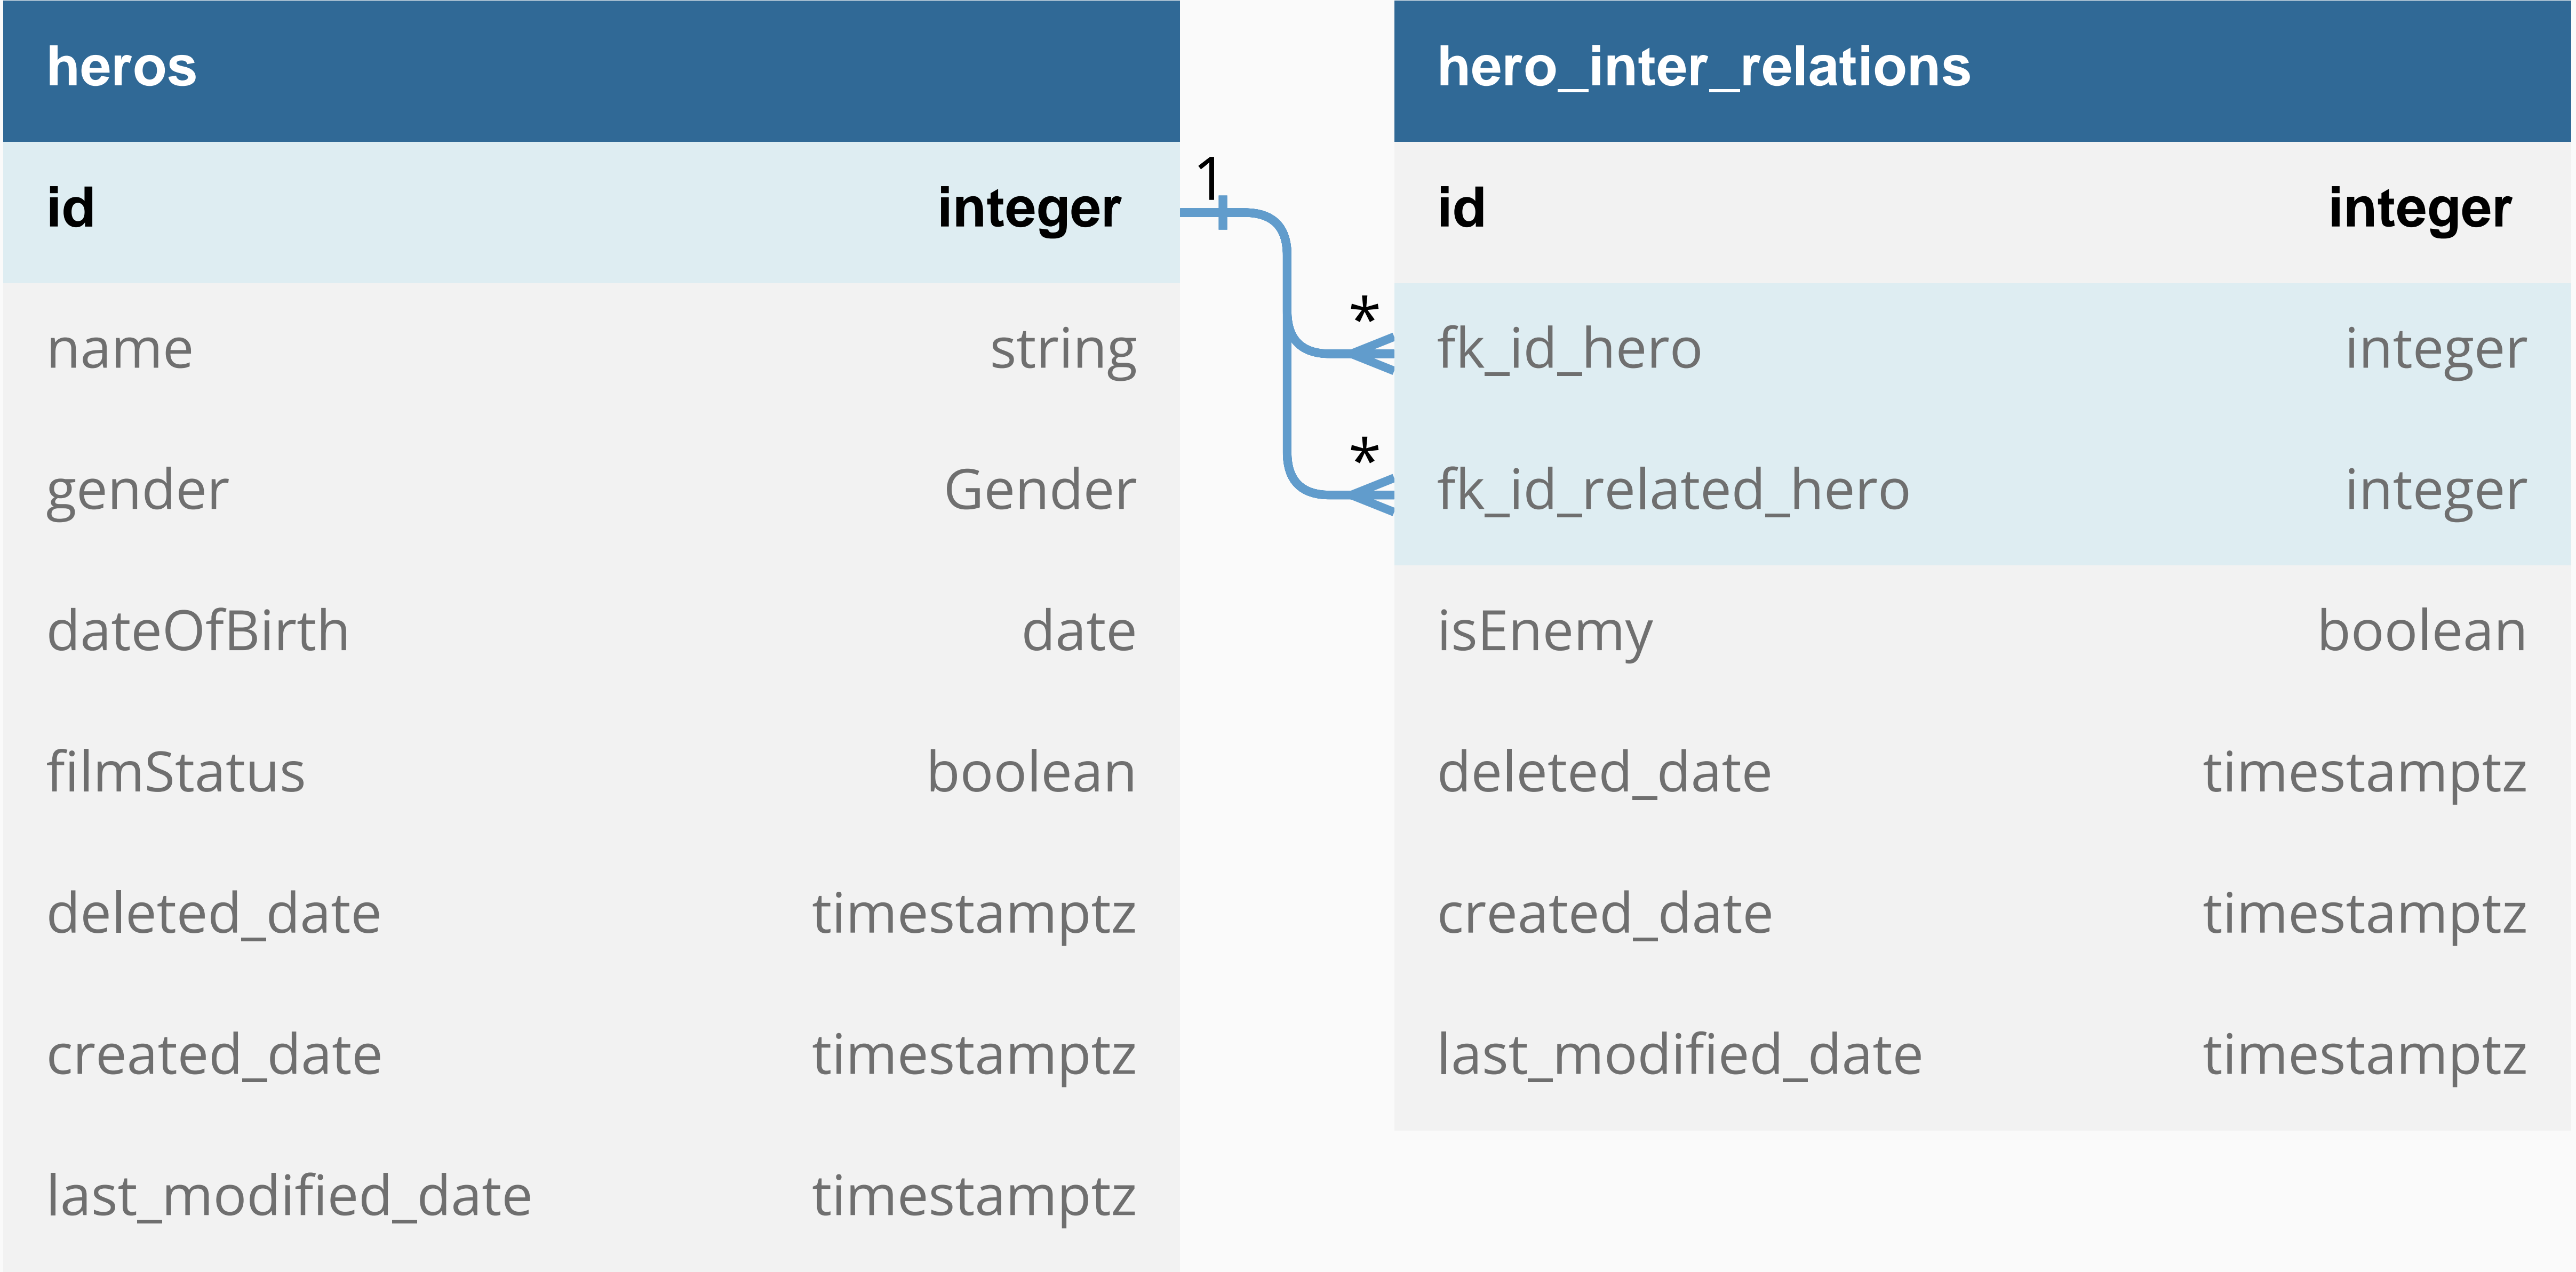 heros
id integer
name string
gender Gender
dateOfBirth date
filmStatus boolean
deleted_date timestamptz
created_date timestamptz
last_modified_date timestamptz
1
*
*
hero_inter_relations
id integer
fk_id_hero integer
fk_id_related_hero integer
isEnemy boolean
deleted_date timestamptz
created_date timestamptz
last_modified_date timestamptz